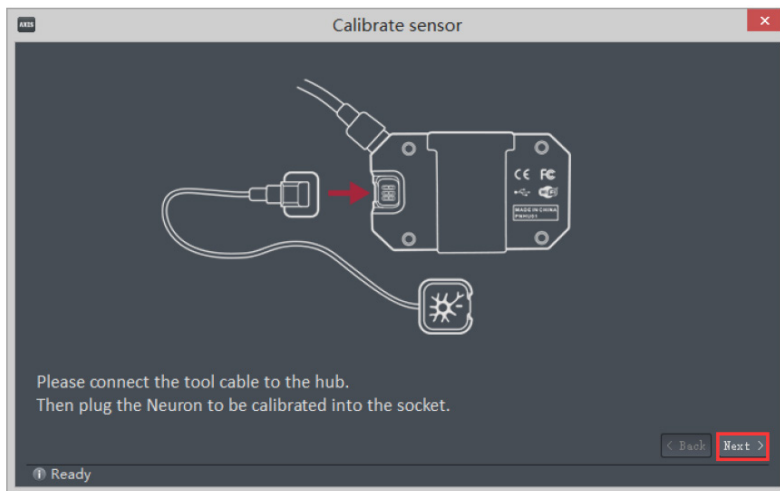 AXIS
Calibrate sensor
CE FC
MADE IN CHINA
Please connect the tool cable to the hub.
Then plug the Neuron to be calibrated into the socket.
< Back
Next >
Ready